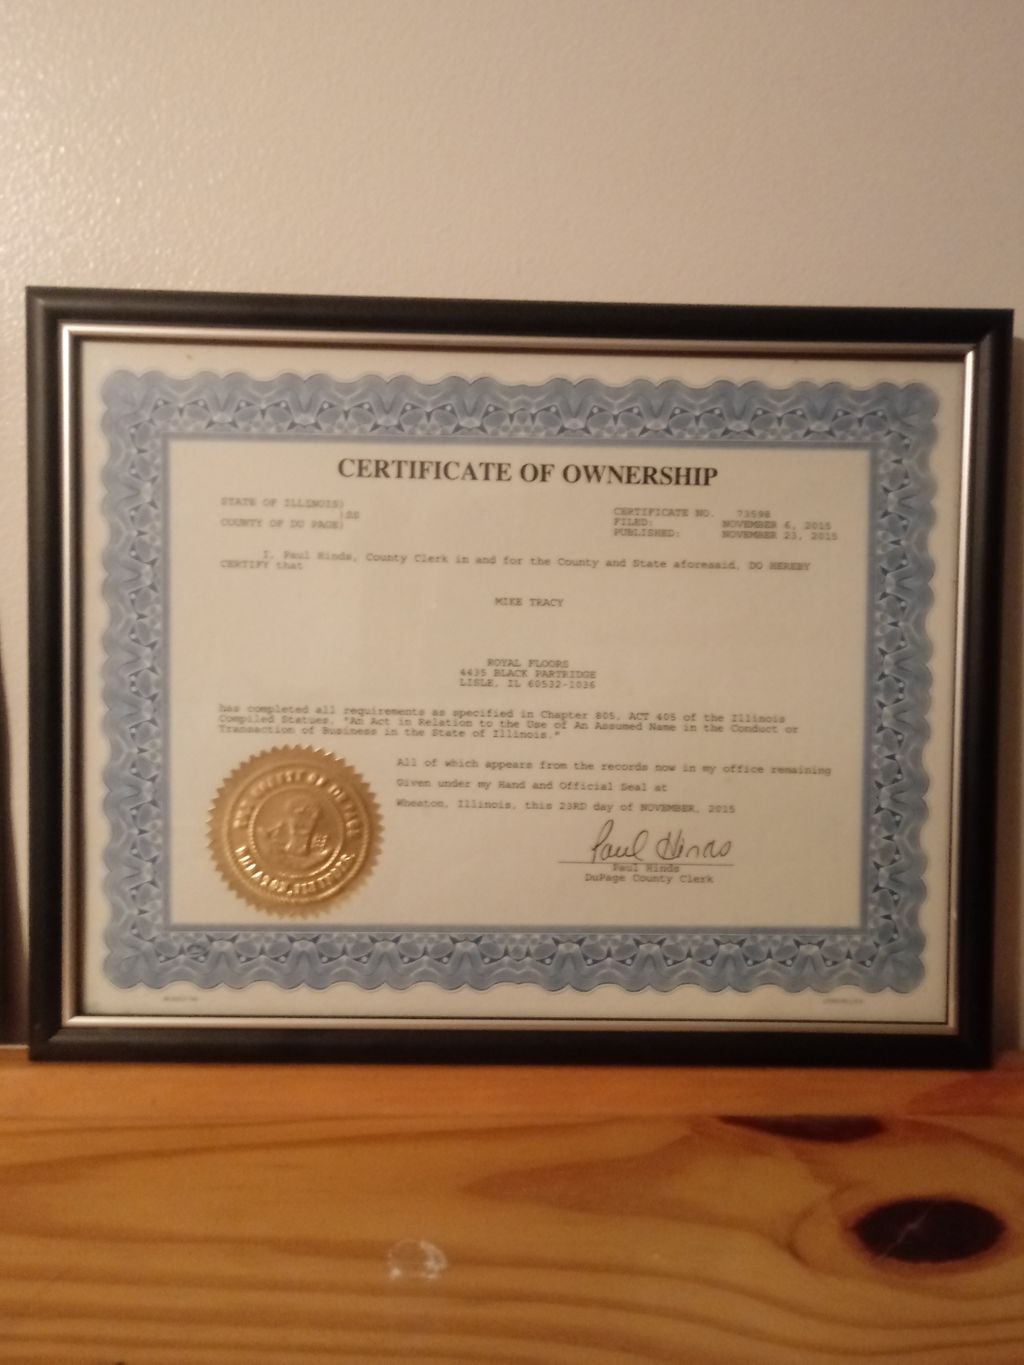 CERTIFICATE OF OWNERSHIP
STATE OF ILLINOIS)
)SS
COUNTY OF DU PAGE)
CERTIFICATE NO. 73598
FILED: NOVEMBER 6, 2015
PUBLISHED: NOVEMBER 23, 2015
I, Paul Hinds, County Clerk in and for the County and State aforesaid, DO HEREBY
CERTIFY that
MIKE TRACY
ROYAL FLOORS
4435 BLACK PARTRIDGE
LISLE, IL 60532-1036
has completed all requirements as specified in Chapter 805, ACT 405 of the Illinois
Compiled Statues, "An Act in Relation to the Use of An Assumed Name in the Conduct or
Transaction of Business in the State of Illinois."
All of which appears from the records now in my office remaining
Given under my Hand and Official Seal at
Wheaton, Illinois, this 23RD day of NOVEMBER, 2015
Paul Hinds
Paul Hinds
DuPage County Clerk